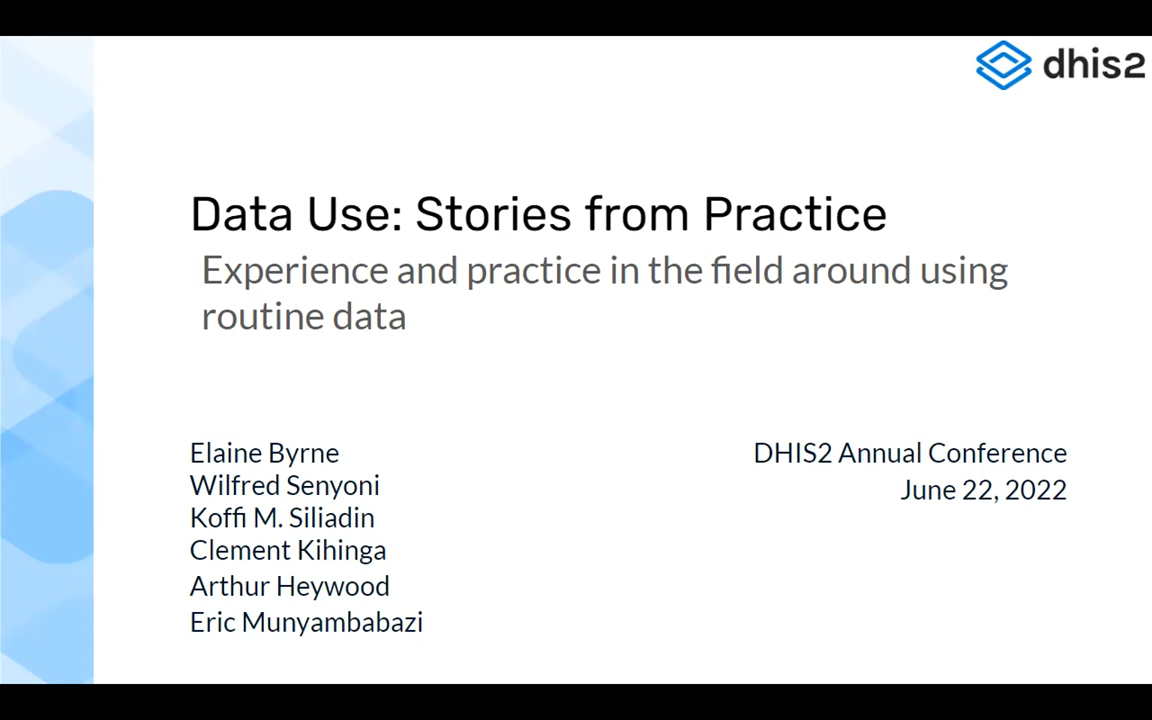 dhis2
Data Use: Stories from Practice
Experience and practice in the field around using
routine data
Elaine Byrne
Wilfred Senyoni
Koffi M. Siliadin
Clement Kihinga
Arthur Heywood
Eric Munyambabazi
DHIS2 Annual Conference
June 22, 2022